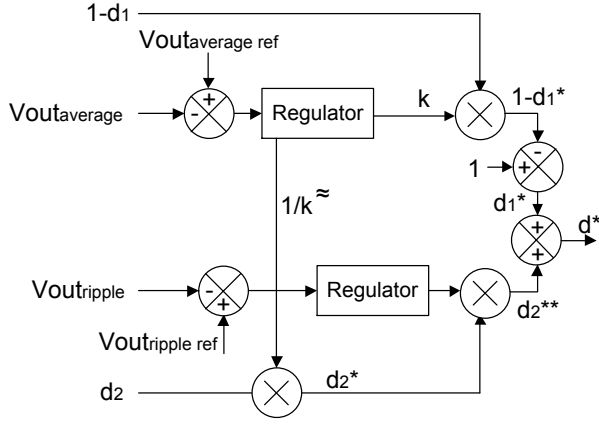 1-d1
Voutaverage ref
+
Voutaverage
-
Regulator
k
1-d1*
-
1
+
d1*
1/k≈
+
+
d*
Voutripple
-
+
Regulator
d2**
Voutripple ref
d2
d2*